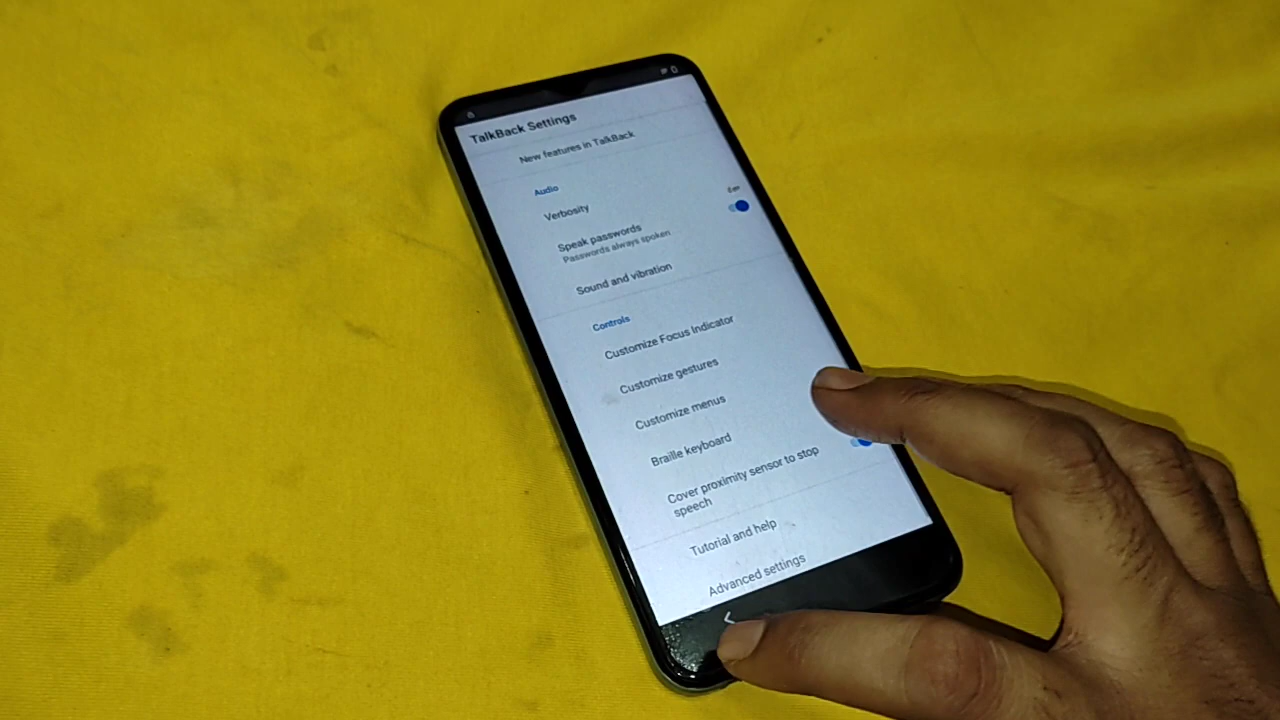 TalkBack Settings
New features in TalkBack
Audio
Verbosity
Speak passwords
Passwords always spoken
Sound and vibration
Controls
Customize Focus Indicator
Customize gestures
Customize menus
Braille keyboard
Cover proximity sensor to stop
speech
Tutorial and help
Advanced settings